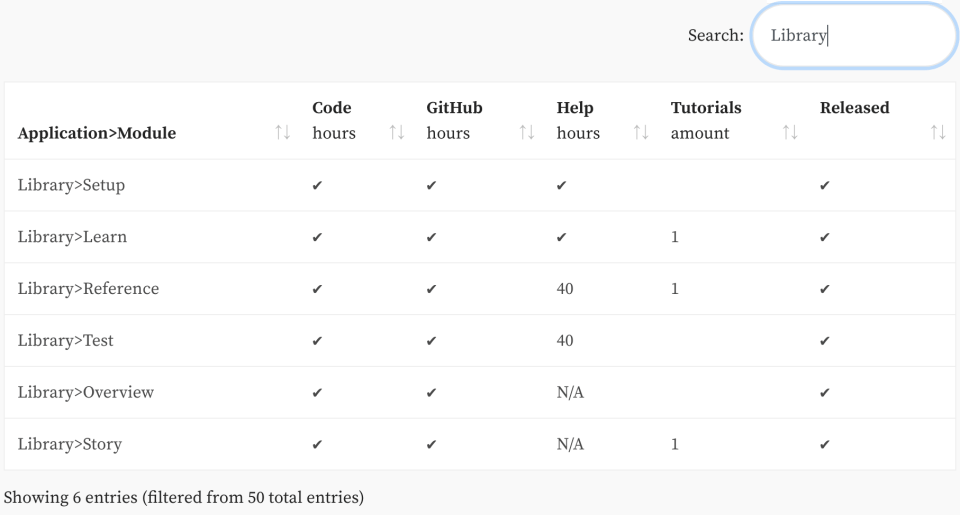 Search: Library
Code GitHub Help Tutorials Released
Application>Module ↑↓ hours ↑↓ hours ↑↓ hours ↑↓ amount ↑↓ ↑↓
Library>Setup ✔ ✔ ✔ ✔
Library>Learn ✔ ✔ ✔ 1 ✔
Library>Reference ✔ ✔ 40 1 ✔
Library>Test ✔ ✔ 40 ✔
Library>Overview ✔ ✔ N/A ✔
Library>Story ✔ ✔ N/A 1 ✔
Showing 6 entries (filtered from 50 total entries)